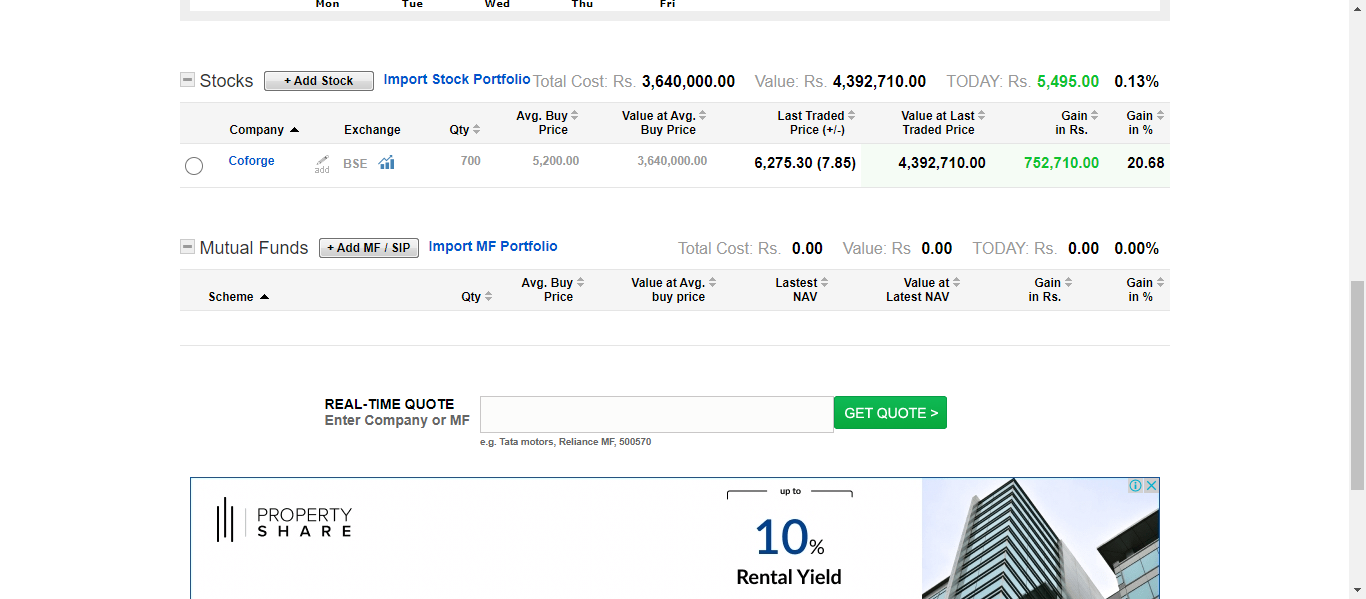 Mon Tue Wed Thu Fri
Stocks + Add Stock Import Stock Portfolio Total Cost: Rs. 3,640,000.00 Value: Rs. 4,392,710.00 TODAY: Rs. 5,495.00 0.13%
Company Exchange Qty Avg. Buy Price Value at Avg. Buy Price Last Traded Price (+/-) Value at Last Traded Price Gain in Rs. Gain in %
Coforge add BSE 700 5,200.00 3,640,000.00 6,275.30 (7.85) 4,392,710.00 752,710.00 20.68
Mutual Funds + Add MF / SIP Import MF Portfolio Total Cost: Rs. 0.00 Value: Rs 0.00 TODAY: Rs. 0.00 0.00%
Scheme Qty Avg. Buy Price Value at Avg. buy price Lastest NAV Value at Latest NAV Gain in Rs. Gain in %
REAL-TIME QUOTE
Enter Company or MF
GET QUOTE >
e.g. Tata motors, Reliance MF, 500570
PROPERTY
SHARE
up to
10%
Rental Yield